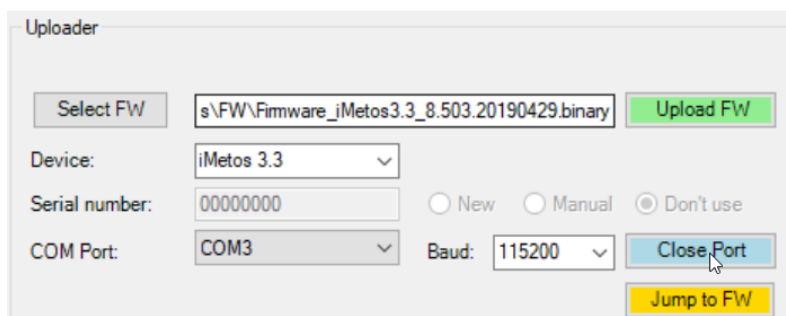 Uploader
Select FW s\FW\Firmware_iMetos3.3_8.503.20190429.binary Upload FW
Device: iMetos 3.3
Serial number: 00000000 New Manual Don't use
COM Port: COM3 Baud: 115200 Close Port
Jump to FW